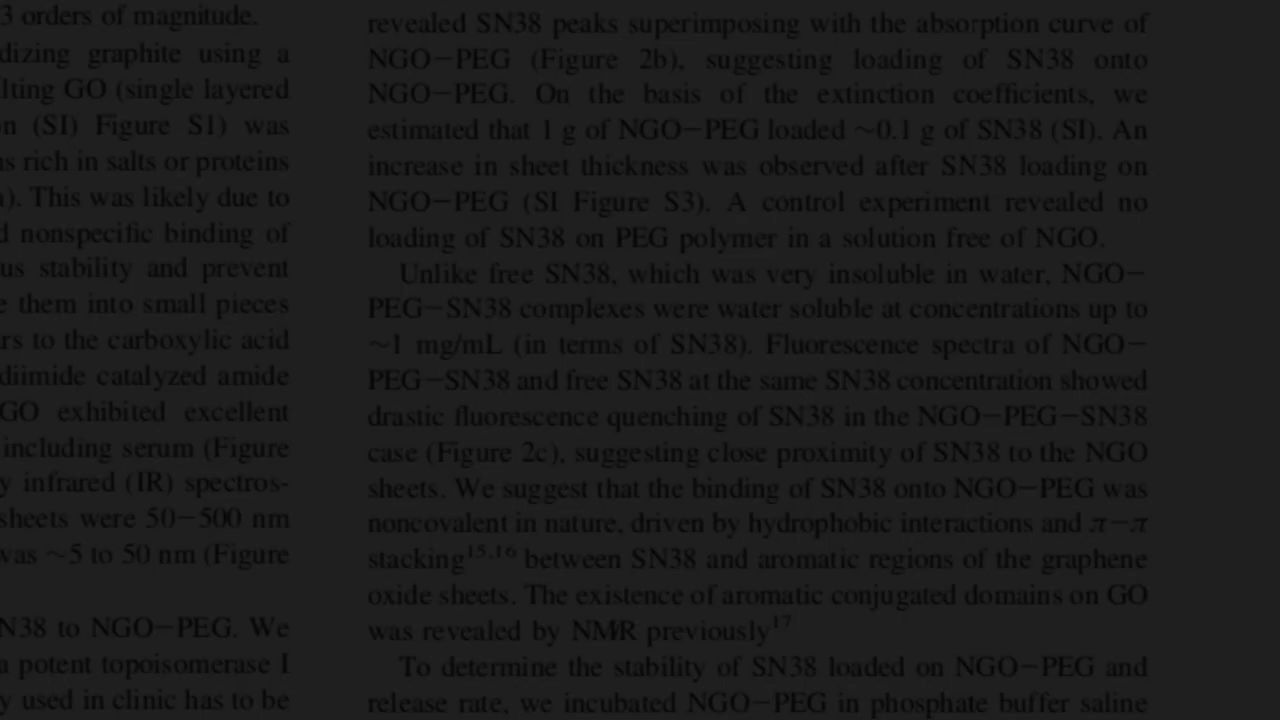 3 orders of magnitude.
dizing graphite using a
lting GO (single layered
n (SI) Figure S1) was
s rich in salts or proteins
). This was likely due to
d nonspecific binding of
us stability and prevent
e them into small pieces
rs to the carboxylic acid
diimide catalyzed amide
GO exhibited excellent
including serum (Figure
y infrared (IR) spectros-
sheets were 50−500 nm
was ∼5 to 50 nm (Figure
N38 to NGO−PEG. We
a potent topoisomerase I
y used in clinic has to be
revealed SN38 peaks superimposing with the absorption curve of
NGO−PEG (Figure 2b), suggesting loading of SN38 onto
NGO−PEG. On the basis of the extinction coefficients, we
estimated that 1 g of NGO−PEG loaded ∼0.1 g of SN38 (SI). An
increase in sheet thickness was observed after SN38 loading on
NGO−PEG (SI Figure S3). A control experiment revealed no
loading of SN38 on PEG polymer in a solution free of NGO.
Unlike free SN38, which was very insoluble in water, NGO−
PEG−SN38 complexes were water soluble at concentrations up to
∼1 mg/mL (in terms of SN38). Fluorescence spectra of NGO−
PEG−SN38 and free SN38 at the same SN38 concentration showed
drastic fluorescence quenching of SN38 in the NGO−PEG−SN38
case (Figure 2c), suggesting close proximity of SN38 to the NGO
sheets. We suggest that the binding of SN38 onto NGO−PEG was
noncovalent in nature, driven by hydrophobic interactions and π−π
stacking15,16 between SN38 and aromatic regions of the graphene
oxide sheets. The existence of aromatic conjugated domains on GO
was revealed by NMR previously17
To determine the stability of SN38 loaded on NGO−PEG and
release rate, we incubated NGO−PEG in phosphate buffer saline